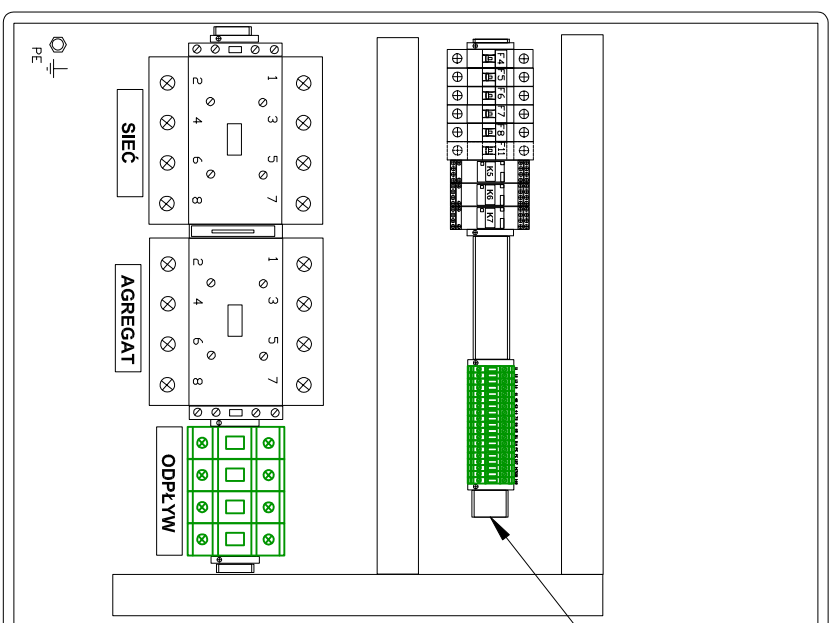 PE
SIEĆ
2 1
4 3
6 5
8 7
AGREGAT
2 1
4 3
6 5
8 7
ODPŁYW
F4
F5
F6
F7
F8
F11
K5
K6
K7